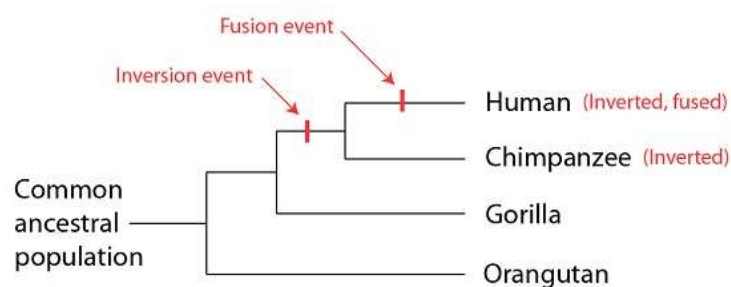 Fusion event
Inversion event
Human (Inverted, fused)
Chimpanzee (Inverted)
Common
ancestral
population
Gorilla
Orangutan